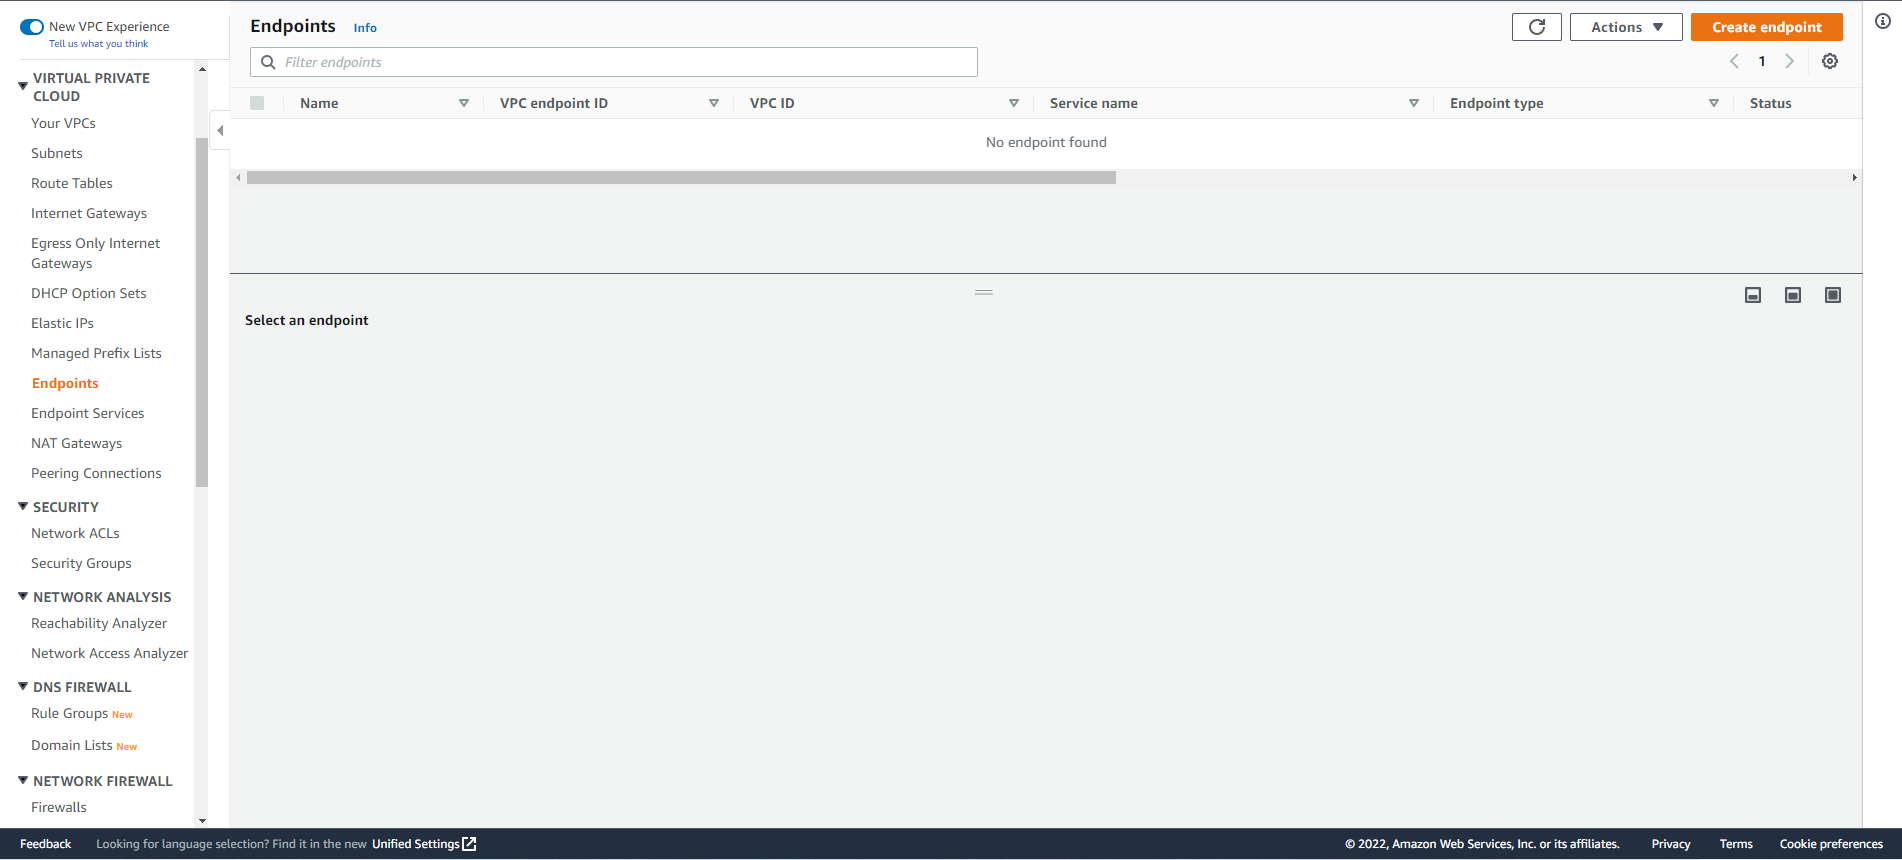 New VPC Experience
Tell us what you think
VIRTUAL PRIVATE
CLOUD
Your VPCs
Subnets
Route Tables
Internet Gateways
Egress Only Internet
Gateways
DHCP Option Sets
Elastic IPs
Managed Prefix Lists
Endpoints
Endpoint Services
NAT Gateways
Peering Connections
SECURITY
Network ACLs
Security Groups
NETWORK ANALYSIS
Reachability Analyzer
Network Access Analyzer
DNS FIREWALL
Rule Groups New
Domain Lists New
NETWORK FIREWALL
Firewalls
Endpoints Info
Actions
Create endpoint
Filter endpoints
1
Name VPC endpoint ID VPC ID Service name Endpoint type Status
No endpoint found
Select an endpoint
Feedback Looking for language selection? Find it in the new Unified Settings © 2022, Amazon Web Services, Inc. or its affiliates. Privacy Terms Cookie preferences